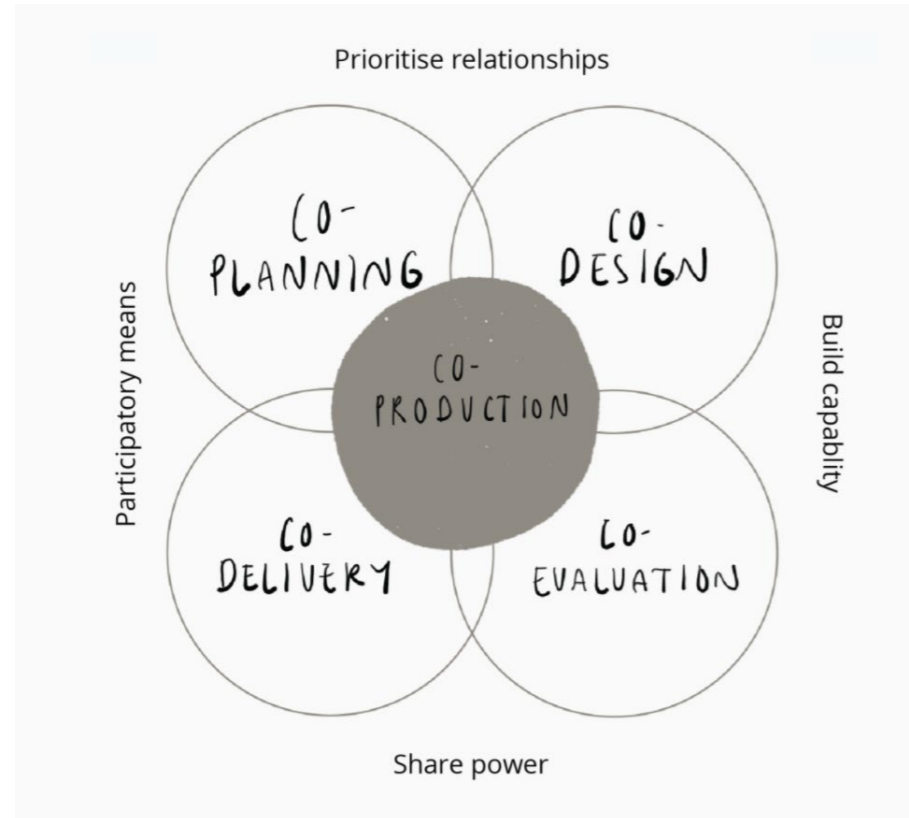 Prioritise relationships
CO-
PLANNING
CO-
DESIGN
Participatory means
CO-
PRODUCTION
Build capablity
CO-
DELIVERY
CO-
EVALUATION
Share power